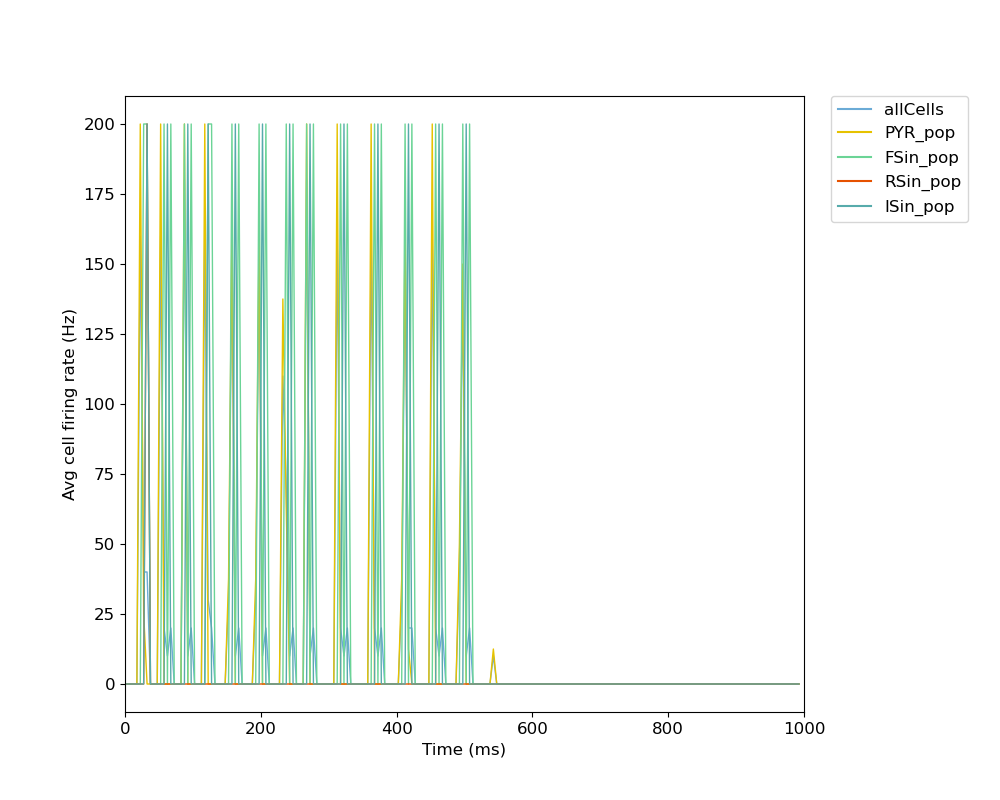 200
175
150
125
100
75
50
25
0
Avg cell firing rate (Hz)
0 200 400 600 800 1000
Time (ms)
allCells
PYR_pop
FSin_pop
RSin_pop
ISin_pop